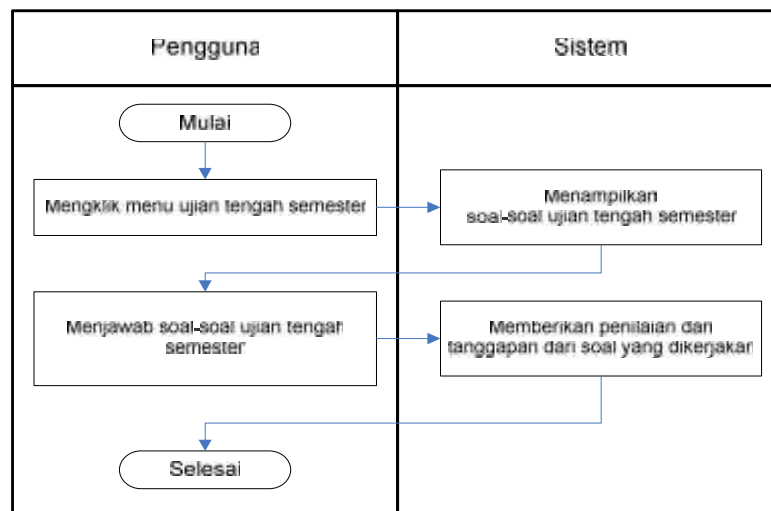 Pengguna
Sistem
Mulai
Mengklik menu ujian tengah semester
Menampilkan
soal-soal ujian tengah semester
Menjawab soal-soal ujian tengah
semester
Memberikan penilaian dan
tanggapan dari soal yang dikerjakan
Selesai